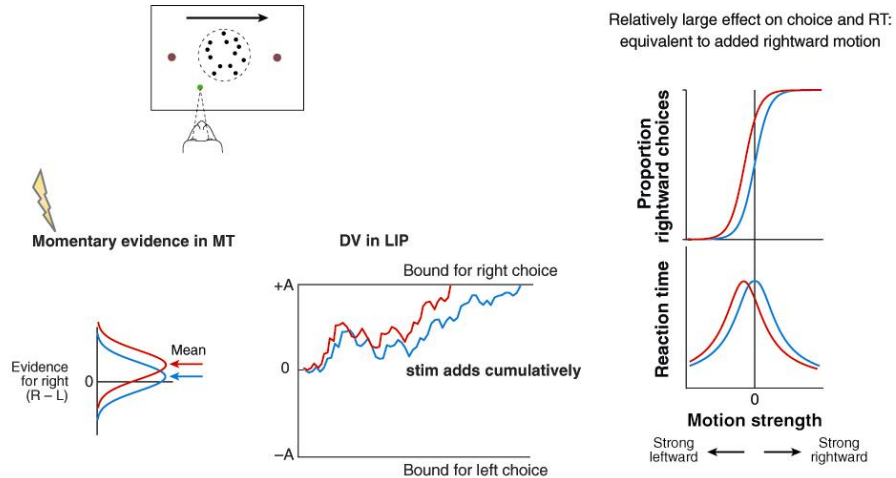 Relatively large effect on choice and RT:
equivalent to added rightward motion
Momentary evidence in MT
Mean
Evidence
for right
(R – L)
0
DV in LIP
+A
Bound for right choice
0
stim adds cumulatively
–A
Bound for left choice
Proportion
rightward choices
Reaction time
0
Motion strength
Strong
leftward
Strong
rightward